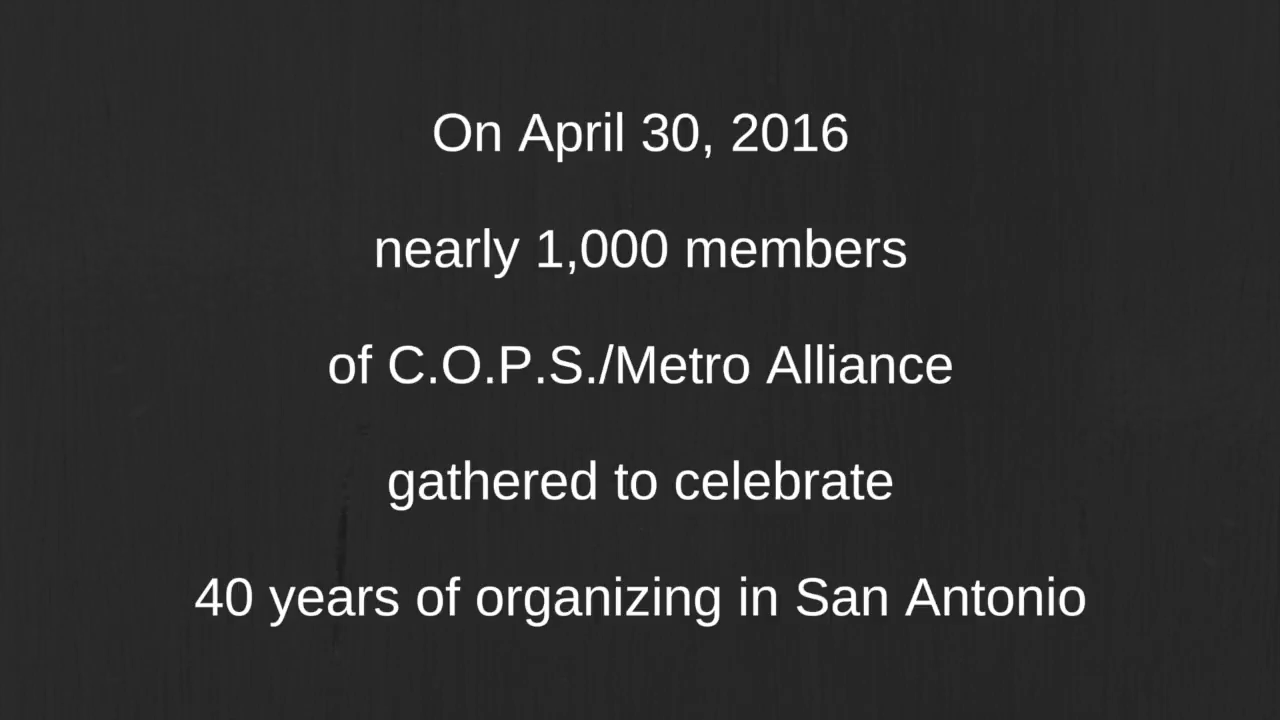 On April 30, 2016
nearly 1,000 members
of C.O.P.S./Metro Alliance
gathered to celebrate
40 years of organizing in San Antonio